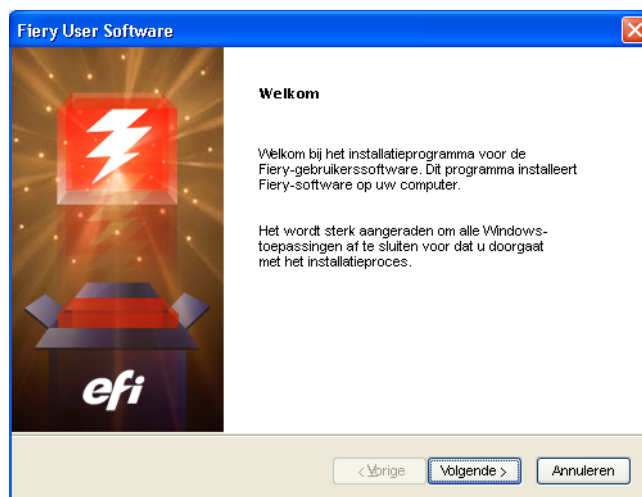 Fiery User Software
Welkom
Welkom bij het installatieprogramma voor de
Fiery-gebruikerssoftware. Dit programma installeert
Fiery-software op uw computer.
Het wordt sterk aangeraden om alle Windows-
toepassingen af te sluiten voor dat u doorgaat
met het installatieproces.
efi
< Vorige
Volgende >
Annuleren